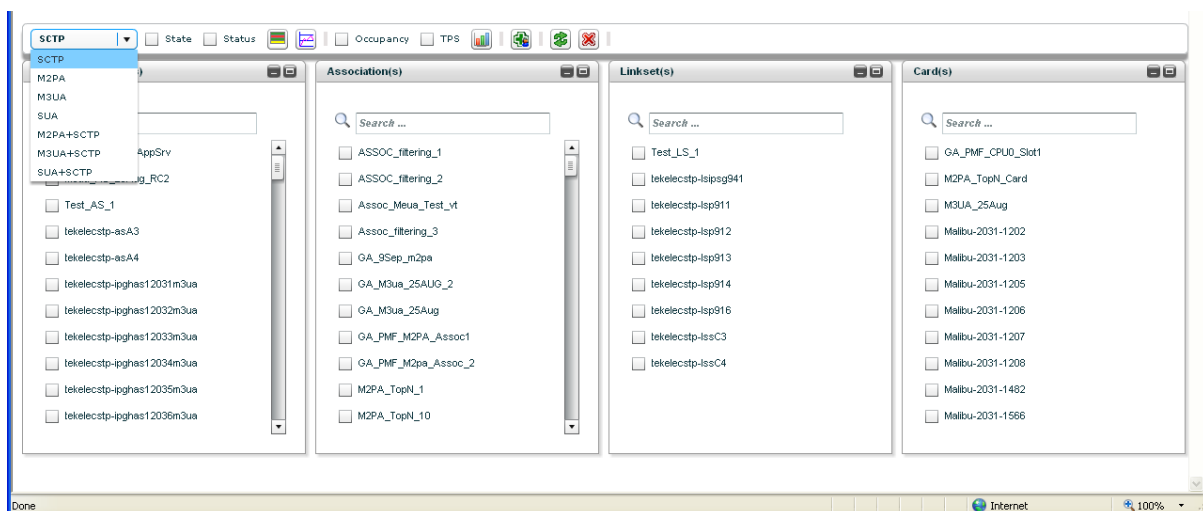 SCTP State Status Occupancy TPS
SCTP
M2PA
M3UA
SUA
M2PA+SCTP
M3UA+SCTP
SUA+SCTP
Association(s) Linkset(s) Card(s)
Search ... Search ... Search ...
AppSrv
RC2
Test_AS_1
tekelecstp-asA3
tekelecstp-asA4
tekelecstp-ipghas12031m3ua
tekelecstp-ipghas12032m3ua
tekelecstp-ipghas12033m3ua
tekelecstp-ipghas12034m3ua
tekelecstp-ipghas12035m3ua
tekelecstp-ipghas12036m3ua
ASSOC_filtering_1
ASSOC_filtering_2
Assoc_Meua_Test_vt
Assoc_filtering_3
GA_9Sep_m2pa
GA_M3ua_25AUG_2
GA_M3ua_25Aug
GA_PMF_M2PA_Assoc1
GA_PMF_M2pa_Assoc_2
M2PA_TopN_1
M2PA_TopN_10
Test_LS_1
tekelecstp-lsipsg941
tekelecstp-lsp911
tekelecstp-lsp912
tekelecstp-lsp913
tekelecstp-lsp914
tekelecstp-lsp916
tekelecstp-lssC3
tekelecstp-lssC4
GA_PMF_CPU0_Slot1
M2PA_TopN_Card
M3UA_25Aug
Malibu-2031-1202
Malibu-2031-1203
Malibu-2031-1205
Malibu-2031-1206
Malibu-2031-1207
Malibu-2031-1208
Malibu-2031-1482
Malibu-2031-1566
Done Internet 100%